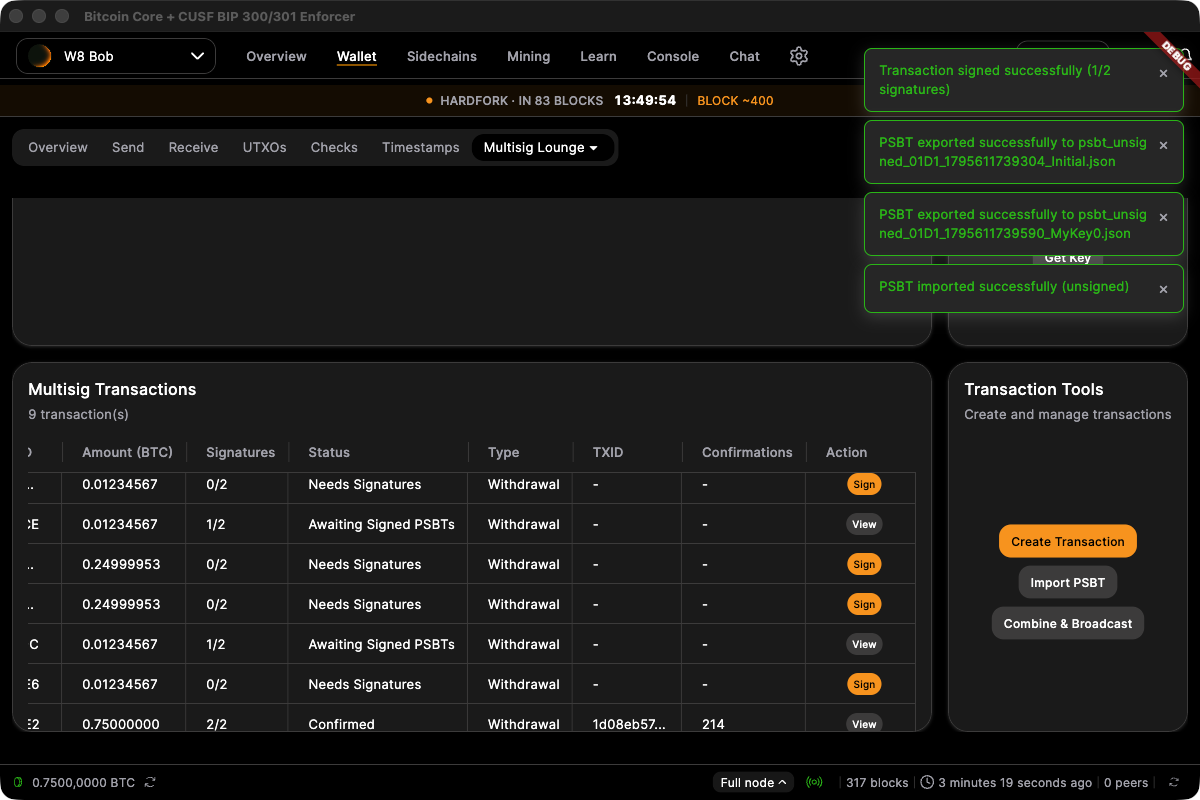 Bitcoin Core + CUSF BIP 300/301 Enforcer
W8 Bob
Overview
Wallet
Sidechains
Mining
Learn
Console
Chat
DEBUG
HARDFORK · IN 83 BLOCKS 13:49:54 BLOCK ~400
Transaction signed successfully (1/2
signatures)
PSBT exported successfully to psbt_unsig
ned_01D1_1795611739304_Initial.json
PSBT exported successfully to psbt_unsig
ned_01D1_1795611739590_MyKey0.json
PSBT imported successfully (unsigned)
Overview
Send
Receive
UTXOs
Checks
Timestamps
Multisig Lounge
Get Key
Multisig Transactions
9 transaction(s)
Amount (BTC) Signatures Status Type TXID Confirmations Action
.. 0.01234567 0/2 Needs Signatures Withdrawal - - Sign
CE 0.01234567 1/2 Awaiting Signed PSBTs Withdrawal - - View
.. 0.24999953 0/2 Needs Signatures Withdrawal - - Sign
.. 0.24999953 0/2 Needs Signatures Withdrawal - - Sign
C 0.01234567 1/2 Awaiting Signed PSBTs Withdrawal - - View
E6 0.01234567 0/2 Needs Signatures Withdrawal - - Sign
E2 0.75000000 2/2 Confirmed Withdrawal 1d08eb57... 214 View
Transaction Tools
Create and manage transactions
Create Transaction
Import PSBT
Combine & Broadcast
0.7500,0000 BTC
Full node
317 blocks
3 minutes 19 seconds ago
0 peers